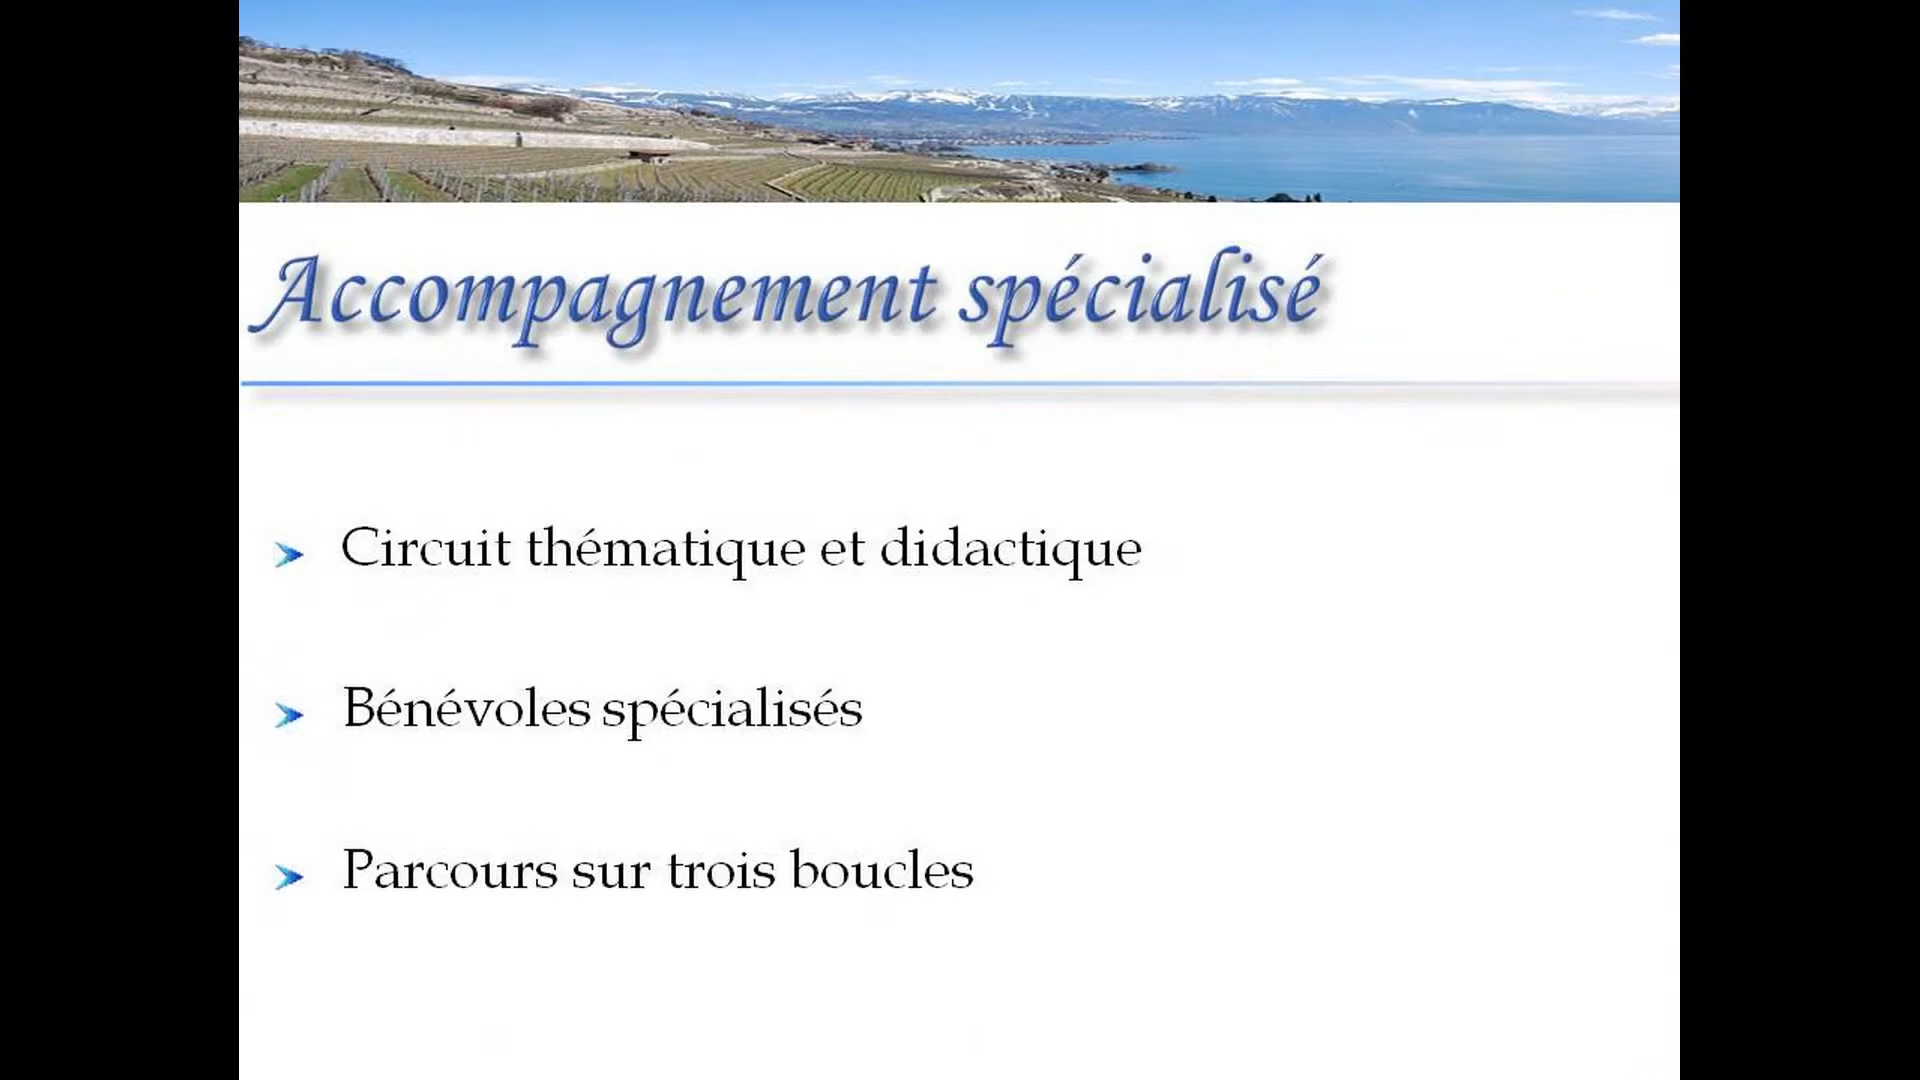 Accompagnement spécialisé
Circuit thématique et didactique
Bénévoles spécialisés
Parcours sur trois boucles